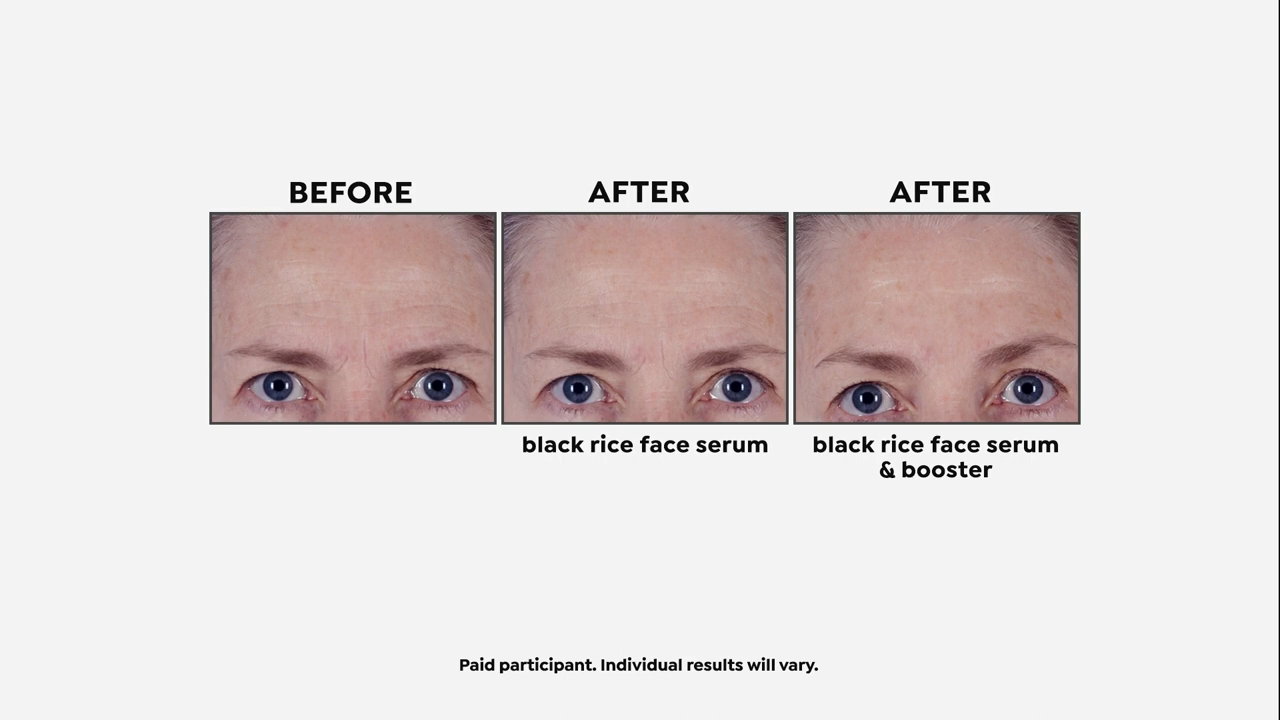 BEFORE
AFTER
AFTER
black rice face serum
black rice face serum
& booster
Paid participant. Individual results will vary.